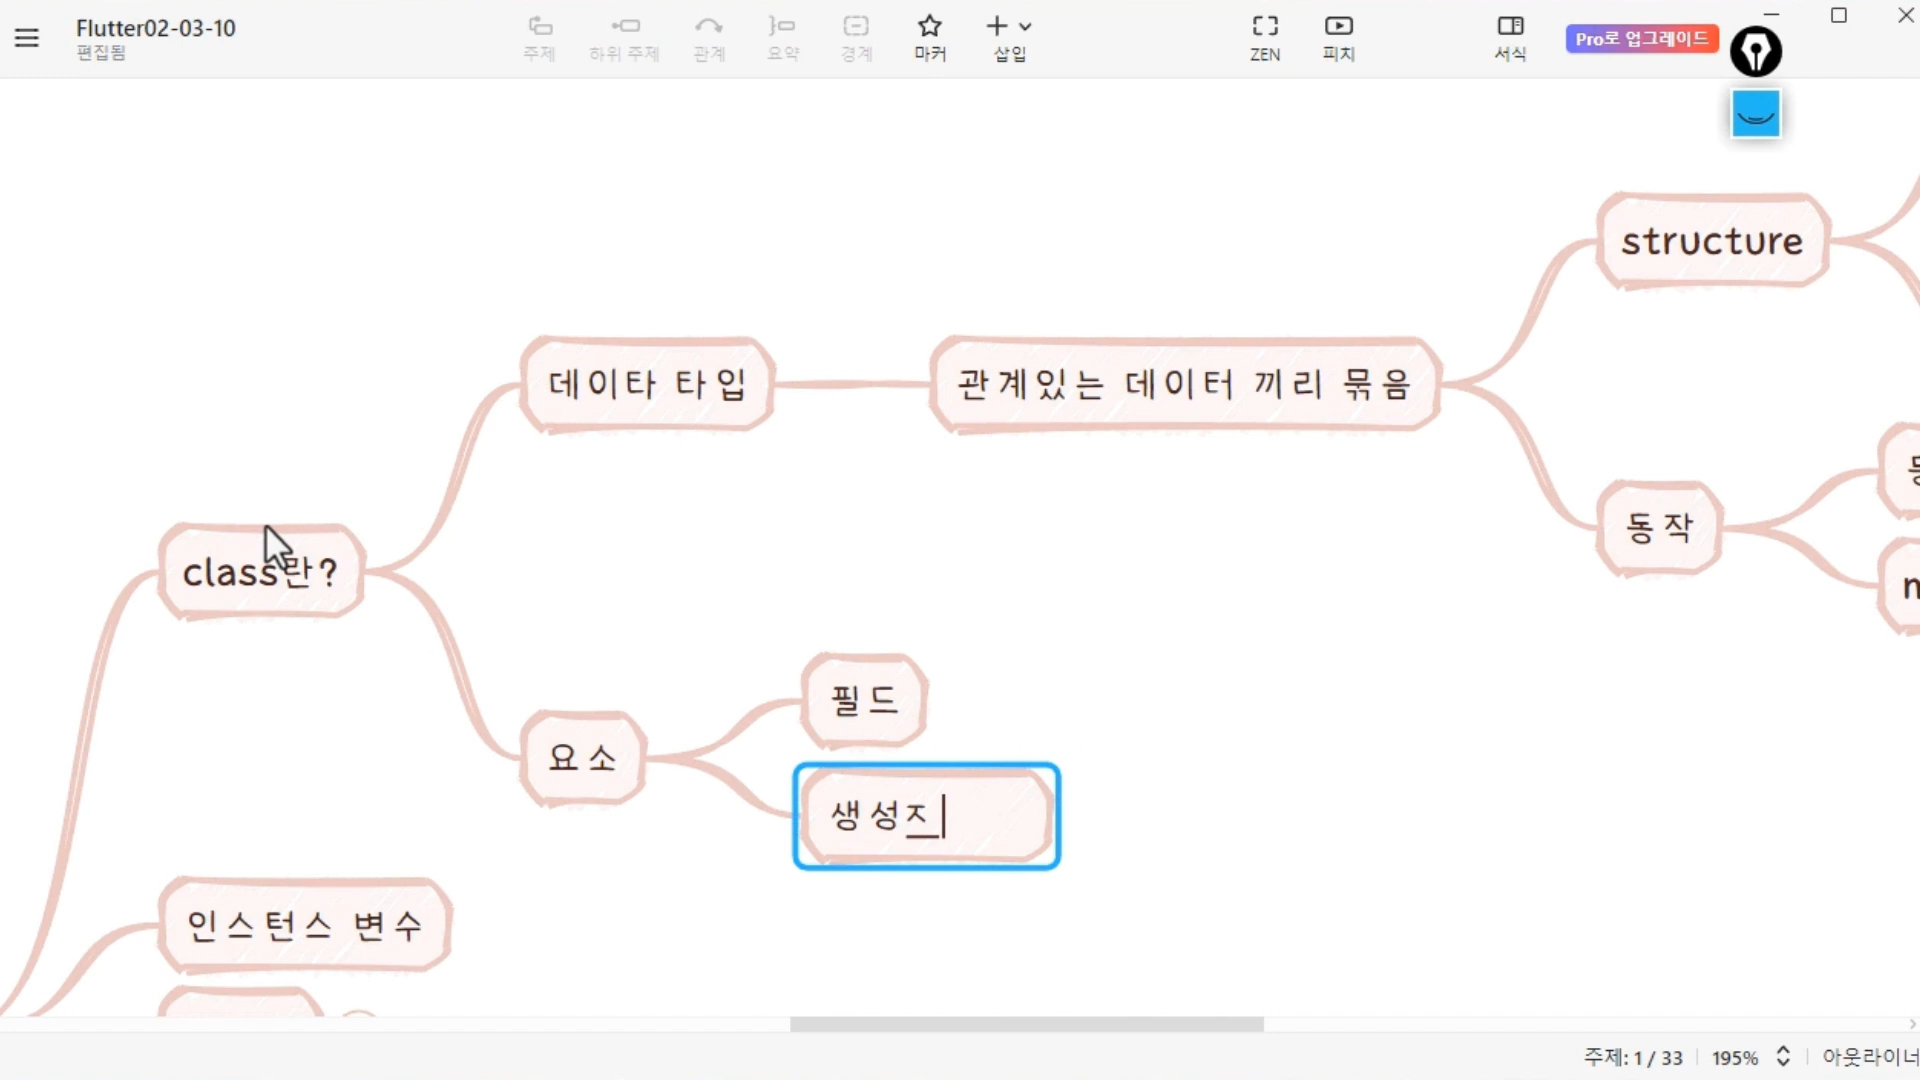 Flutter02-03-10
편집됨
주제
하위 주제
관계
요약
경계
마커
삽입
ZEN
피치
서식
Pro로 업그레이드
structure
데이타 타입
관계있는 데이터 끼리 묶음
동작
class란?
필드
요소
생성ㅈ
인스턴스 변수
주제: 1 / 33
195%
아웃라이너